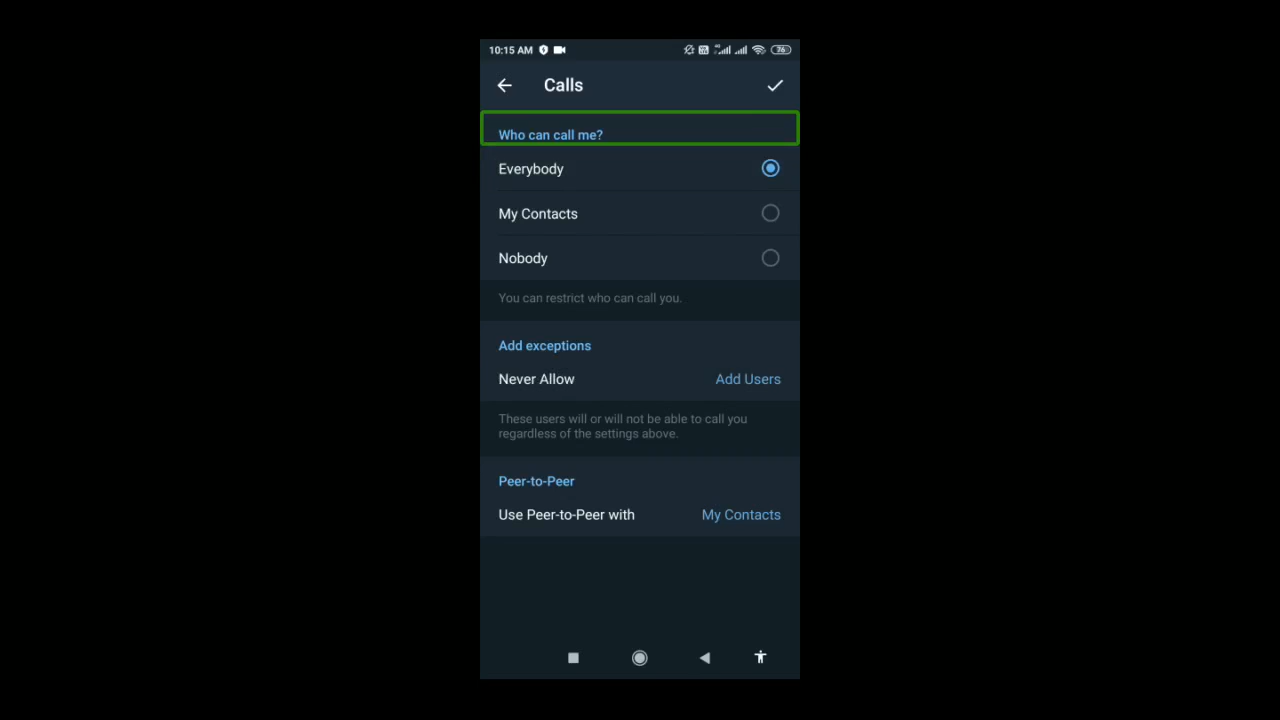 10:15 AM 76
Calls
Who can call me?
Everybody
My Contacts
Nobody
You can restrict who can call you.
Add exceptions
Never Allow Add Users
These users will or will not be able to call you
regardless of the settings above.
Peer-to-Peer
Use Peer-to-Peer with My Contacts